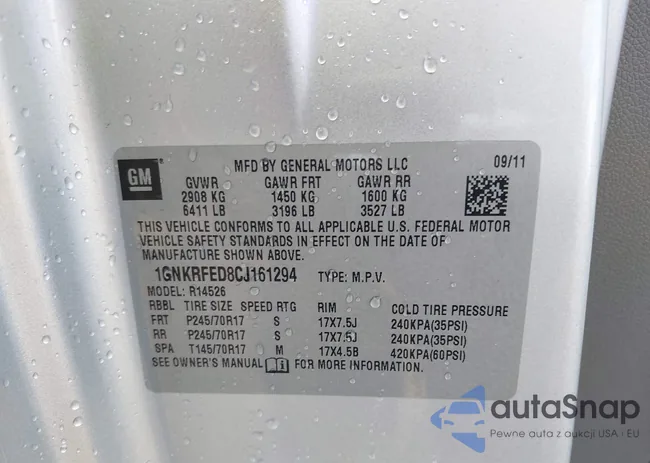 GM
MFD BY GENERAL MOTORS LLC 09/11
GVWR GAWR FRT GAWR RR
2908 KG 1450 KG 1600 KG
6411 LB 3196 LB 3527 LB
THIS VEHICLE CONFORMS TO ALL APPLICABLE U.S. FEDERAL MOTOR
VEHICLE SAFETY STANDARDS IN EFFECT ON THE DATE OF
MANUFACTURE SHOWN ABOVE.
1GNKRFED8CJ161294 TYPE: M.P.V.
MODEL: R14526
RBBL TIRE SIZE SPEED RTG RIM COLD TIRE PRESSURE
FRT P245/70R17 S 17X7.5J 240KPA(35PSI)
RR P245/70R17 S 17X7.5J 240KPA(35PSI)
SPA T145/70R17 M 17X4.5B 420KPA(60PSI)
SEE OWNER'S MANUAL FOR MORE INFORMATION.
autaSnap
Pewne auta z aukcji USA i EU